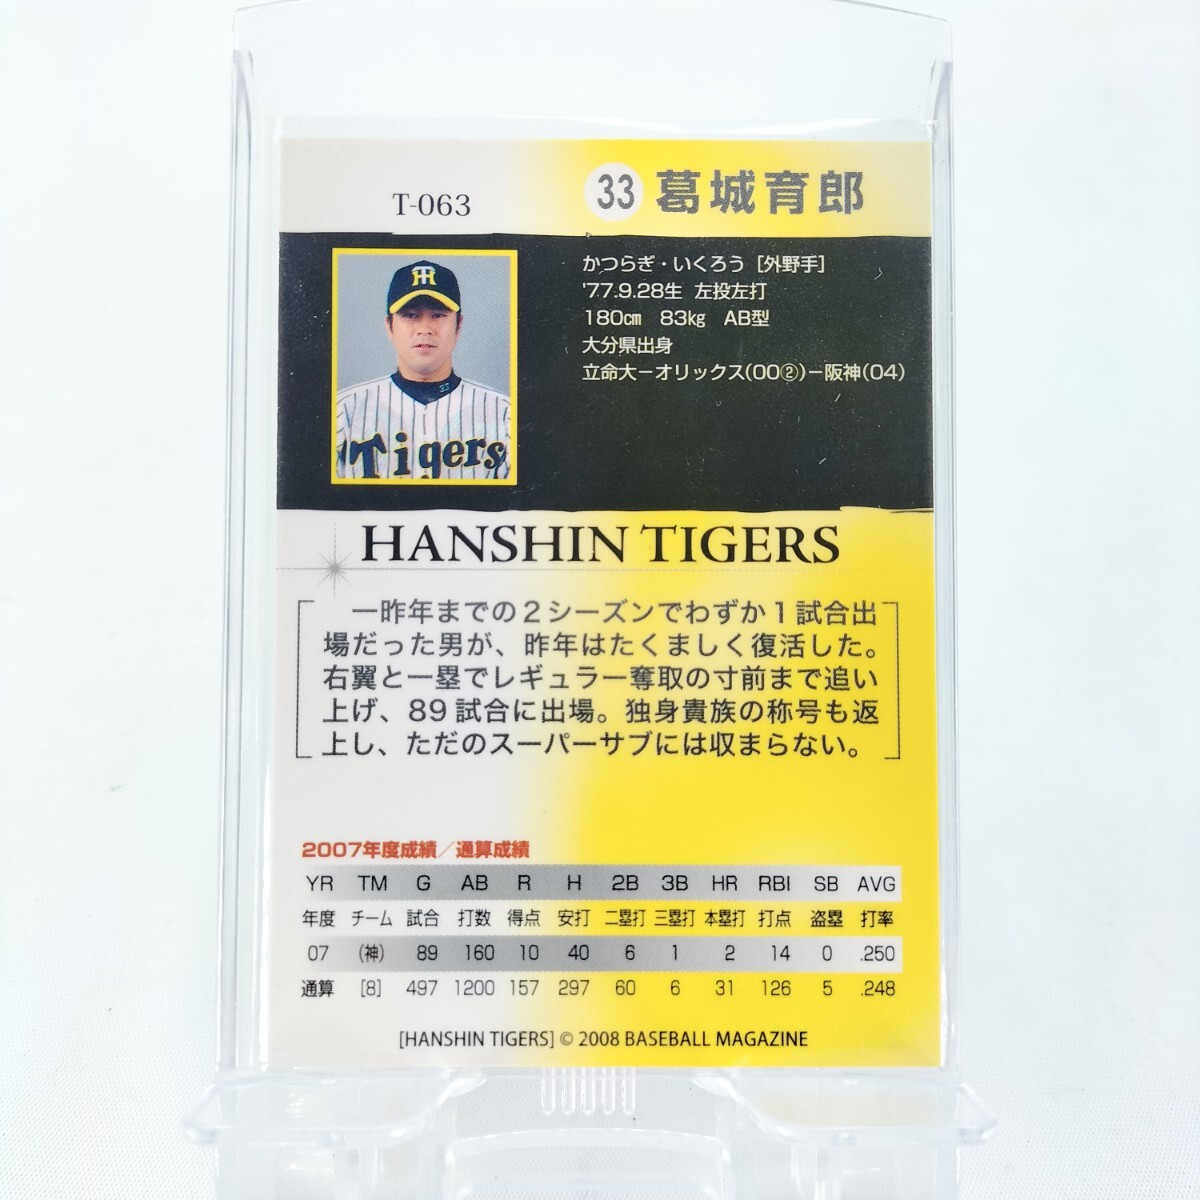 T-063
33 葛城育郎
かつらぎ・いくろう [外野手]
'77.9.28生 左投左打
180cm 83kg AB型
大分県出身
立命大－オリックス(00②)－阪神(04)
33
Tigers
HANSHIN TIGERS
一昨年までの2シーズンでわずか1試合出
場だった男が、昨年はたくましく復活した。
右翼と一塁でレギュラー奪取の寸前まで追い
上げ、89試合に出場。独身貴族の称号も返
上し、ただのスーパーサブには収まらない。
2007年度成績／通算成績
YR TM G AB R H 2B 3B HR RBI SB AVG
年度 チーム 試合 打数 得点 安打 二塁打 三塁打 本塁打 打点 盗塁 打率
07 (神) 89 160 10 40 6 1 2 14 0 .250
通算 [8] 497 1200 157 297 60 6 31 126 5 .248
[HANSHIN TIGERS] © 2008 BASEBALL MAGAZINE